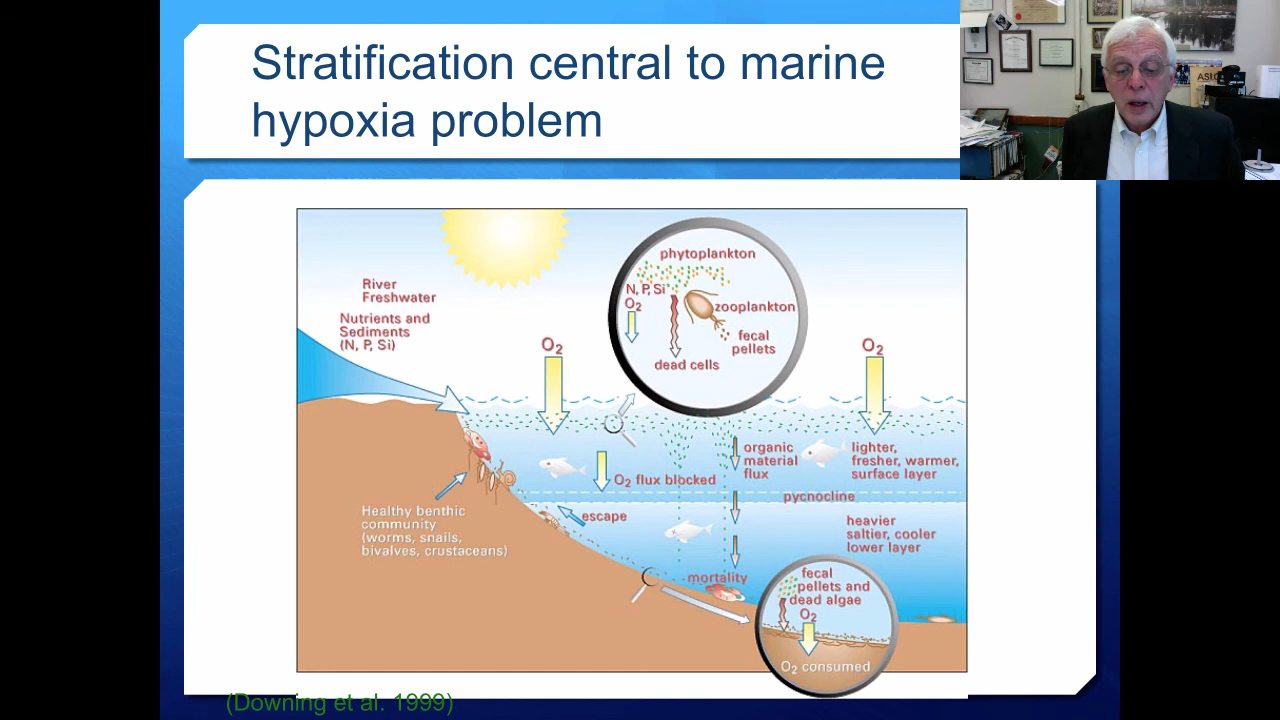 Stratification central to marine
hypoxia problem
ASL
phytoplankton
N, P, Si
O2
zooplankton
fecal
pellets
dead cells
River
Freshwater
Nutrients and
Sediments
(N, P, Si)
O2
O2
organic
material
flux
lighter,
fresher, warmer,
surface layer
O2 flux blocked
pycnocline
escape
Healthy benthic
community
(worms, snails,
bivalves, crustaceans)
heavier
saltier, cooler
lower layer
mortality
fecal
pellets and
dead algae
O2
O2 consumed
(Downing et al. 1999)